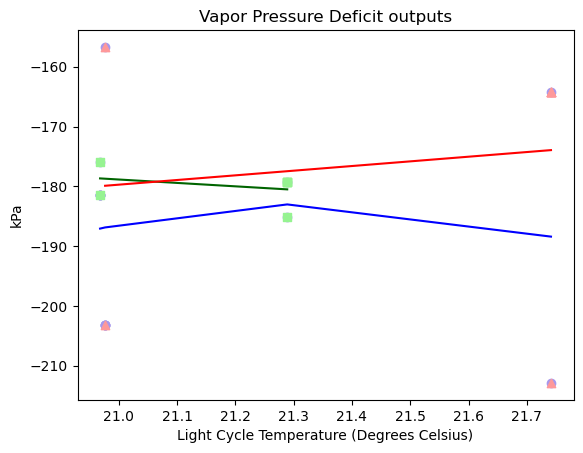 Vapor Pressure Deficit outputs
−160
−170
−180
−190
−200
−210
kPa
21.0 21.1 21.2 21.3 21.4 21.5 21.6 21.7
Light Cycle Temperature (Degrees Celsius)